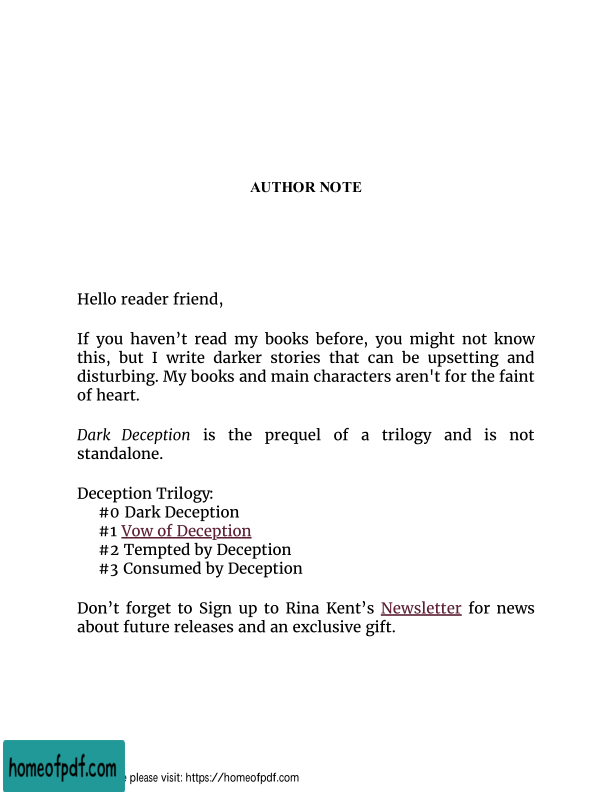 AUTHOR NOTE
Hello reader friend,
If you haven’t read my books before, you might not know
this, but I write darker stories that can be upsetting and
disturbing. My books and main characters aren't for the faint
of heart.
Dark Deception is the prequel of a trilogy and is not
standalone.
Deception Trilogy:
#0 Dark Deception
#1 Vow of Deception
#2 Tempted by Deception
#3 Consumed by Deception
Don’t forget to Sign up to Rina Kent’s Newsletter for news
about future releases and an exclusive gift.
homeofpdf.com
please visit: https://homeofpdf.com